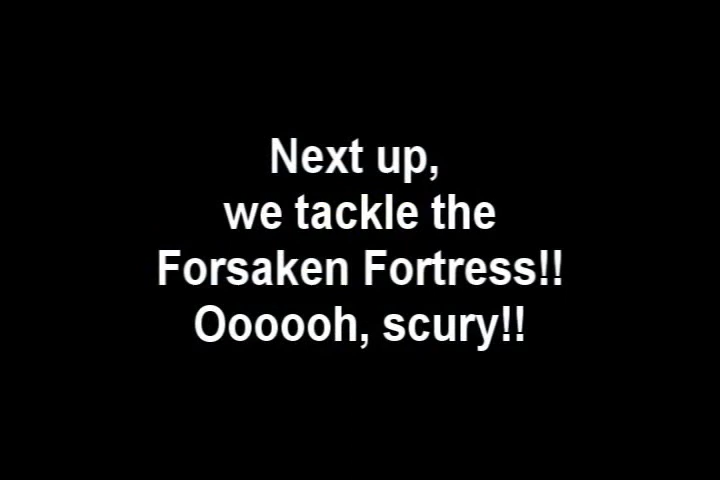 Next up,
we tackle the
Forsaken Fortress!!
Oooooh, scury!!